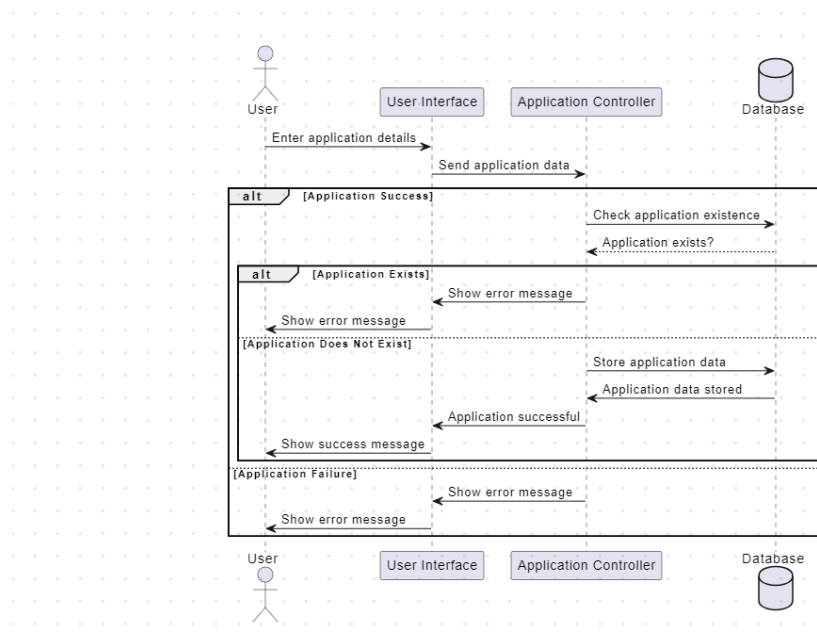 User
User Interface
Application Controller
Database
Enter application details
Send application data
alt [Application Success]
Check application existence
Application exists?
alt [Application Exists]
Show error message
Show error message
[Application Does Not Exist]
Store application data
Application data stored
Application successful
Show success message
[Application Failure]
Show error message
Show error message
User
User Interface
Application Controller
Database